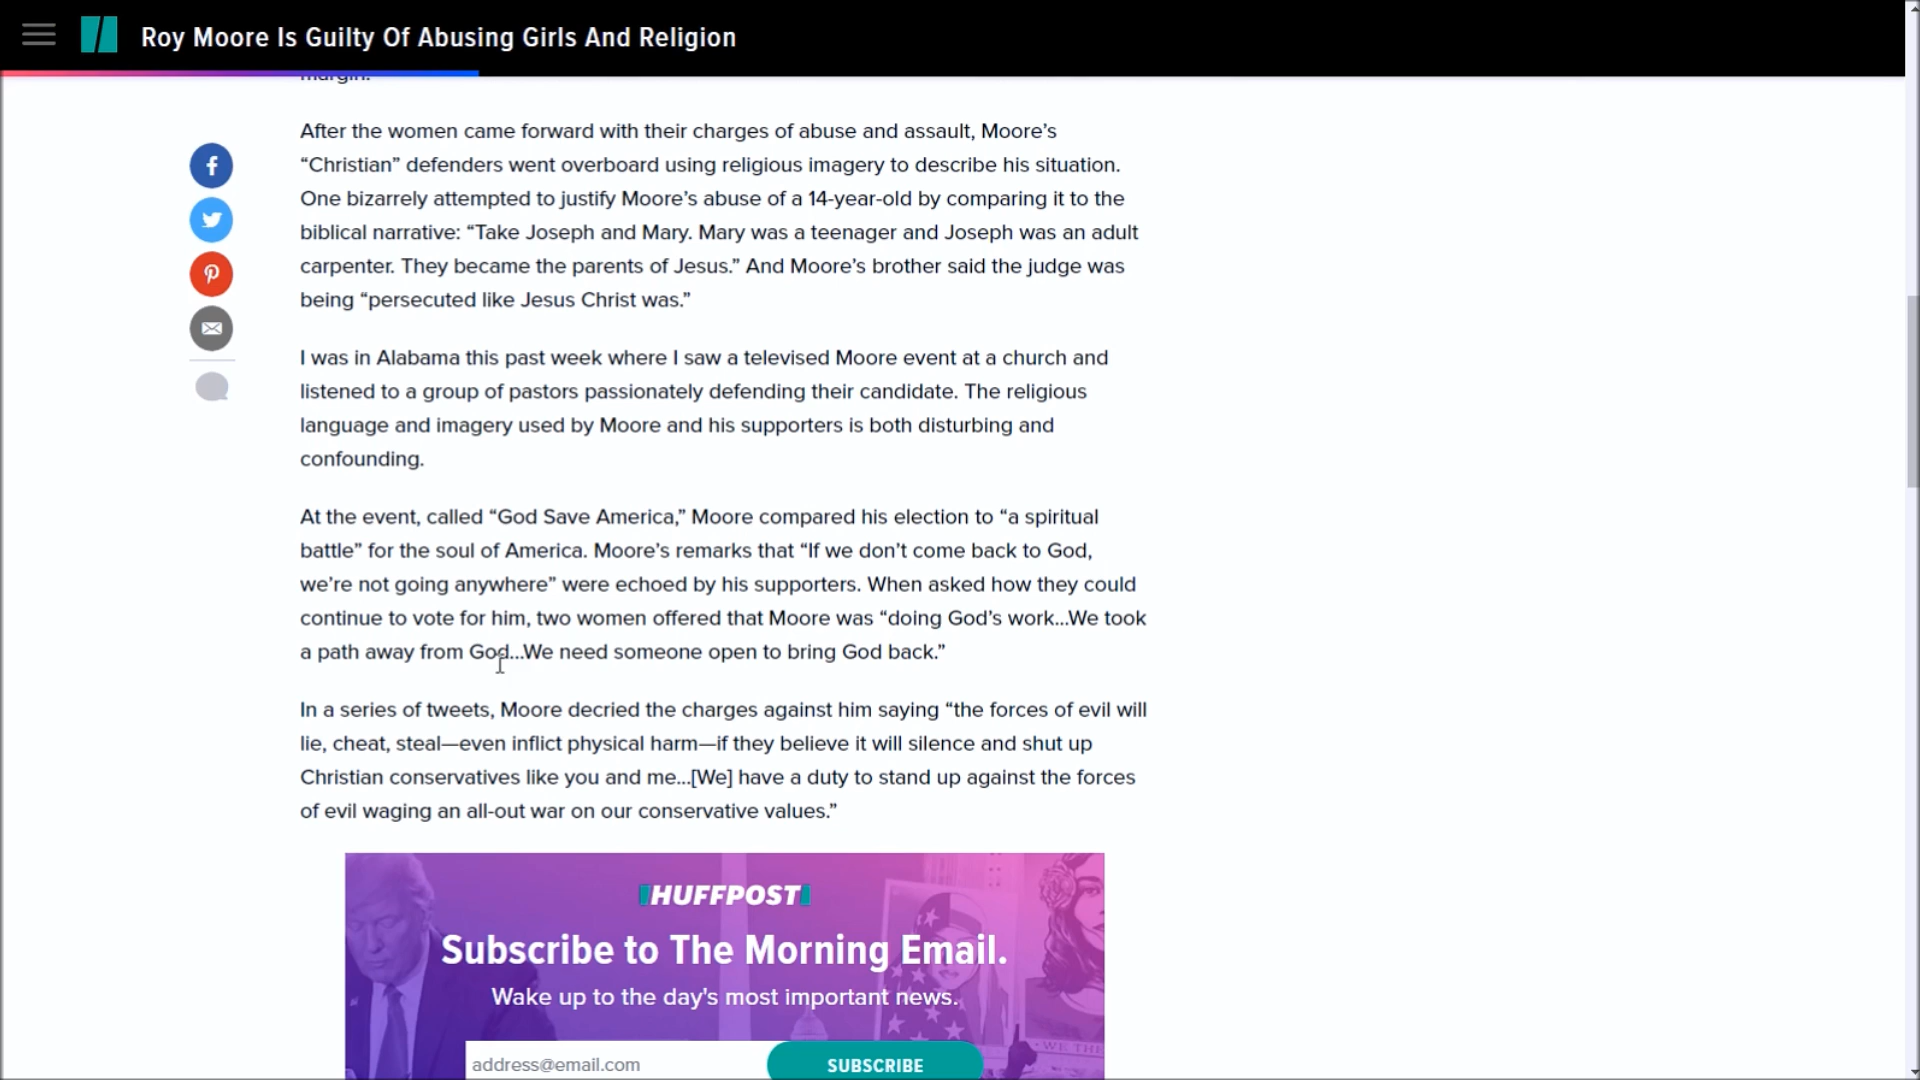 Roy Moore Is Guilty Of Abusing Girls And Religion
margin.
After the women came forward with their charges of abuse and assault, Moore’s
“Christian” defenders went overboard using religious imagery to describe his situation.
One bizarrely attempted to justify Moore’s abuse of a 14-year-old by comparing it to the
biblical narrative: “Take Joseph and Mary. Mary was a teenager and Joseph was an adult
carpenter. They became the parents of Jesus.” And Moore’s brother said the judge was
being “persecuted like Jesus Christ was.”
I was in Alabama this past week where I saw a televised Moore event at a church and
listened to a group of pastors passionately defending their candidate. The religious
language and imagery used by Moore and his supporters is both disturbing and
confounding.
At the event, called “God Save America,” Moore compared his election to “a spiritual
battle” for the soul of America. Moore’s remarks that “If we don’t come back to God,
we’re not going anywhere” were echoed by his supporters. When asked how they could
continue to vote for him, two women offered that Moore was “doing God’s work...We took
a path away from God...We need someone open to bring God back.”
In a series of tweets, Moore decried the charges against him saying “the forces of evil will
lie, cheat, steal—even inflict physical harm—if they believe it will silence and shut up
Christian conservatives like you and me...[We] have a duty to stand up against the forces
of evil waging an all-out war on our conservative values.”
HUFFPOST
Subscribe to The Morning Email.
Wake up to the day's most important news.
WE THE
address@email.com
SUBSCRIBE